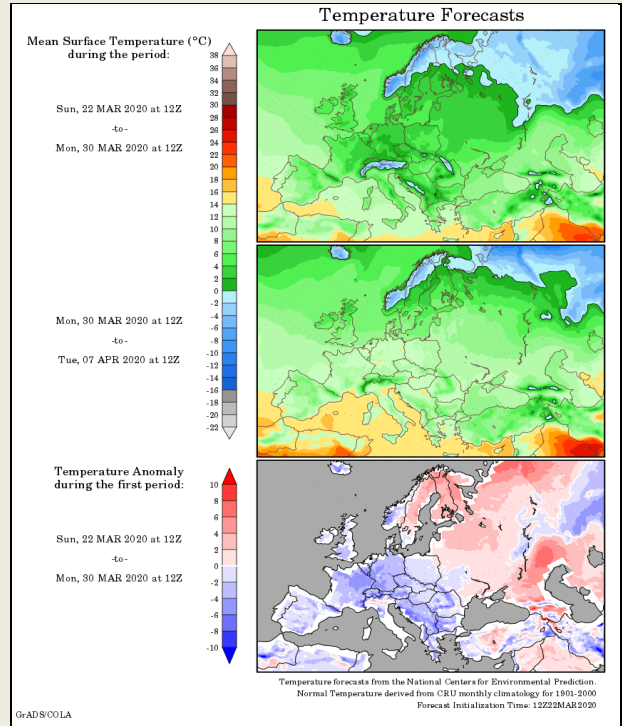 Temperature Forecasts
Mean Surface Temperature (°C)
during the period:
Sun, 22 MAR 2020 at 12Z
-to-
Mon, 30 MAR 2020 at 12Z
38
36
34
32
30
28
26
24
22
20
18
16
14
12
10
8
6
4
2
0
-2
-4
-6
-8
-10
-12
-14
-16
-18
-20
-22
Mon, 30 MAR 2020 at 12Z
-to-
Tue, 07 APR 2020 at 12Z
Temperature Anomaly
during the first period:
Sun, 22 MAR 2020 at 12Z
-to-
Mon, 30 MAR 2020 at 12Z
10
8
6
4
2
0
-2
-4
-6
-8
-10
Temperature forecasts from the National Centers for Environmental Prediction.
Normal Temperature derived from CRU monthly climatology for 1901-2000
Forecast Initialization Time: 12Z22MAR2020
GrADS/COLA